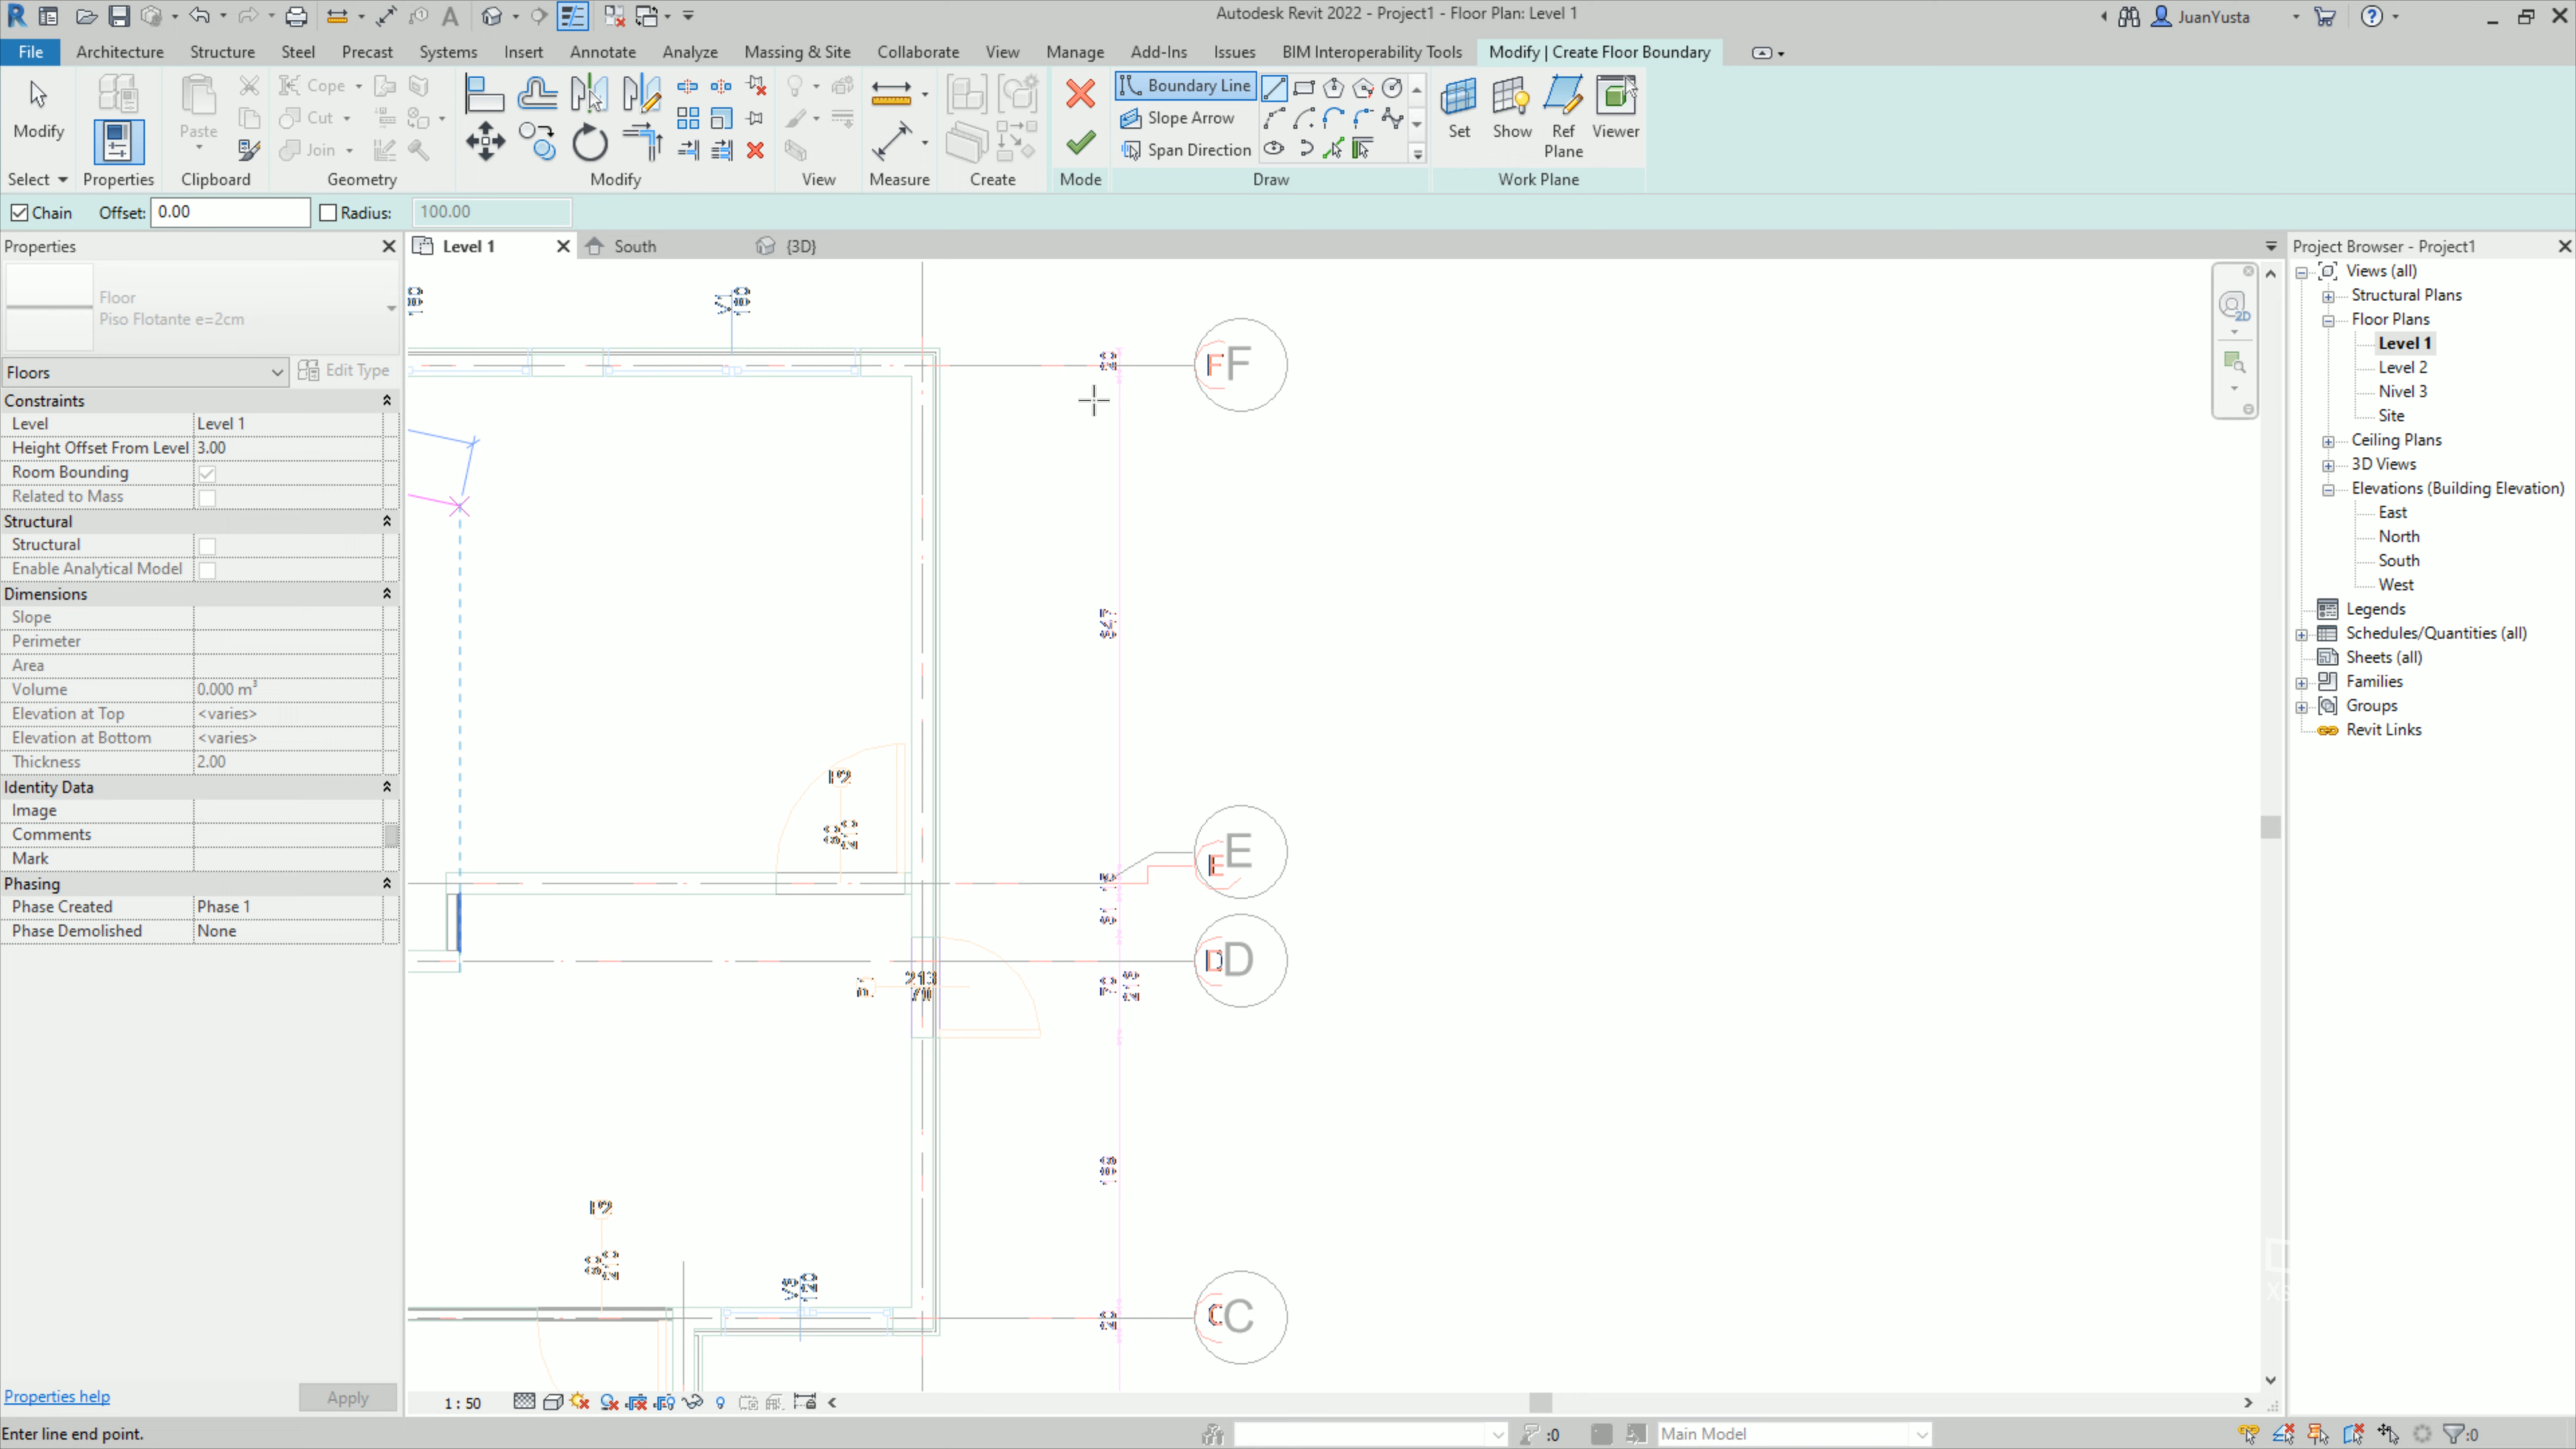 Autodesk Revit 2022 - Project1 - Floor Plan: Level 1
JuanYusta
File Architecture Structure Steel Precast Systems Insert Annotate Analyze Massing & Site Collaborate View Manage Add-Ins Issues BIM Interoperability Tools Modify | Create Floor Boundary
Modify
Paste
Cope
Cut
Join
Boundary Line
Slope Arrow
Span Direction
Set
Show
Ref Plane
Viewer
Select Properties Clipboard Geometry Modify View Measure Create Mode Draw Work Plane
Chain Offset: 0.00 Radius: 100.00
Properties
Level 1 South {3D}
Project Browser - Project1
Floor
Piso Flotante e=2cm
Floors
Edit Type
Constraints
Level Level 1
Height Offset From Level 3.00
Room Bounding
Related to Mass
Structural
Structural
Enable Analytical Model
Dimensions
Slope
Perimeter
Area
Volume 0.000 m³
Elevation at Top <varies>
Elevation at Bottom <varies>
Thickness 2.00
Identity Data
Image
Comments
Mark
Phasing
Phase Created Phase 1
Phase Demolished None
Properties help
Apply
F F
E E
D D
C C
P2
213
70
P2
2D
Views (all)
Structural Plans
Floor Plans
Level 1
Level 2
Nivel 3
Site
Ceiling Plans
3D Views
Elevations (Building Elevation)
East
North
South
West
Legends
Schedules/Quantities (all)
Sheets (all)
Families
Groups
Revit Links
1 : 50
Enter line end point.
:0
Main Model
:0